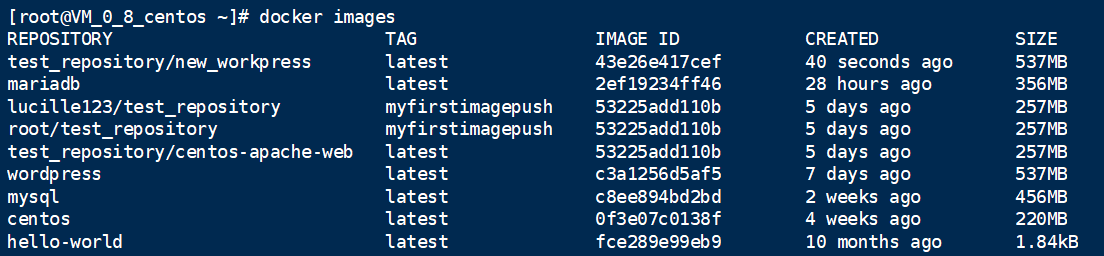 [root@VM_0_8_centos ~]# docker images
REPOSITORY TAG IMAGE ID CREATED SIZE
test_repository/new_workpress latest 43e26e417cef 40 seconds ago 537MB
mariadb latest 2ef19234ff46 28 hours ago 356MB
lucille123/test_repository myfirstimagepush 53225add110b 5 days ago 257MB
root/test_repository myfirstimagepush 53225add110b 5 days ago 257MB
test_repository/centos-apache-web latest 53225add110b 5 days ago 257MB
wordpress latest c3a1256d5af5 7 days ago 537MB
mysql latest c8ee894bd2bd 2 weeks ago 456MB
centos latest 0f3e07c0138f 4 weeks ago 220MB
hello-world latest fce289e99eb9 10 months ago 1.84kB